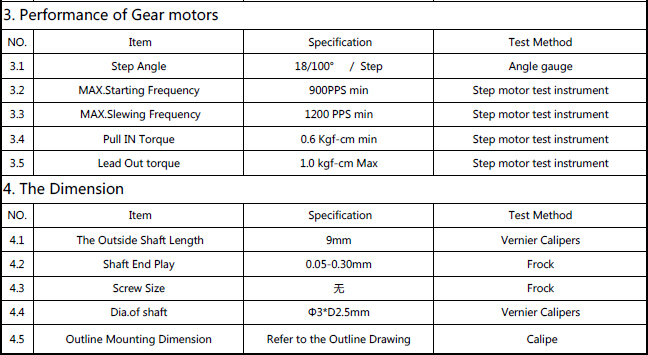 3. Performance of Gear motors
NO. Item Specification Test Method
3.1 Step Angle 18/100° / Step Angle gauge
3.2 MAX.Starting Frequency 900PPS min Step motor test instrument
3.3 MAX.Slewing Frequency 1200 PPS min Step motor test instrument
3.4 Pull IN Torque 0.6 Kgf-cm min Step motor test instrument
3.5 Lead Out torque 1.0 kgf-cm Max Step motor test instrument
4. The Dimension
NO. Item Specification Test Method
4.1 The Outside Shaft Length 9mm Vernier Calipers
4.2 Shaft End Play 0.05-0.30mm Frock
4.3 Screw Size 无 Frock
4.4 Dia.of shaft Φ3*D2.5mm Vernier Calipers
4.5 Outline Mounting Dimension Refer to the Outline Drawing Calipe